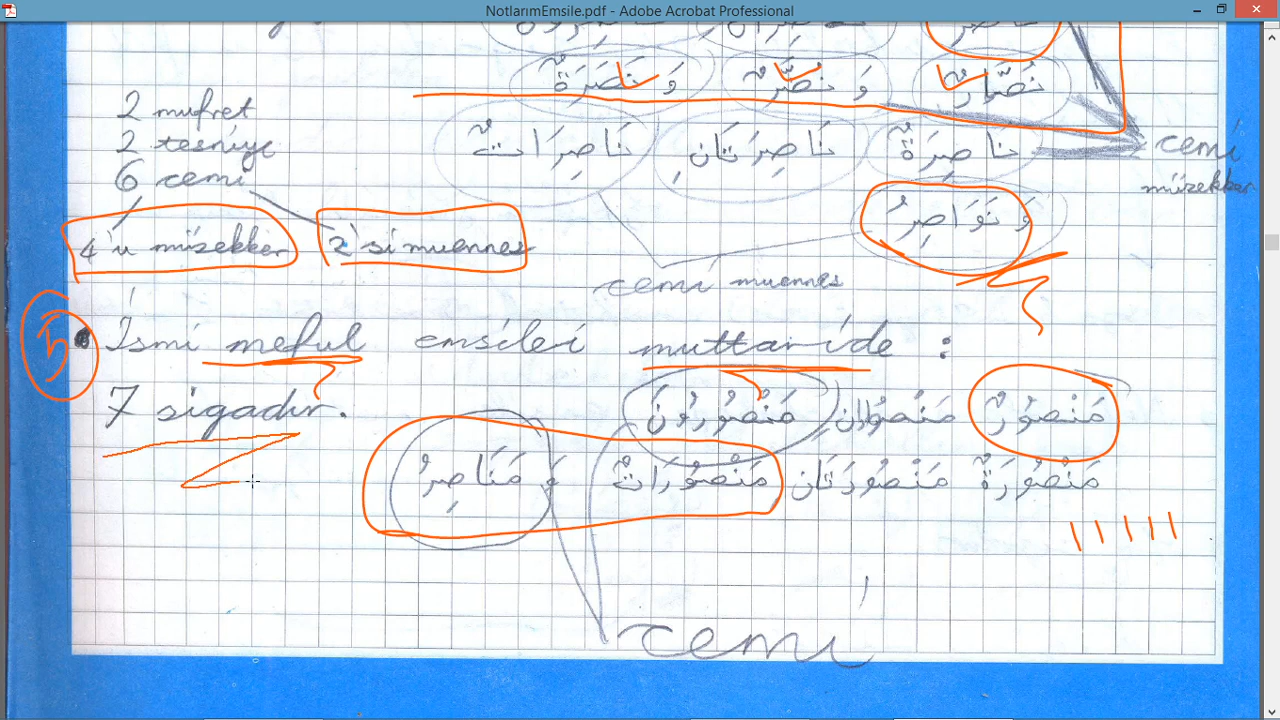 NotlarımEmsile.pdf - Adobe Acrobat Professional
نُصَّارٌ وَ نُصَّرٌ وَ نَصَرَةٌ
2 mufret
2 tesniye
6 cemi
نَاصِرَةٌ نَاصِرَتَانِ نَاصِرَاتٌ
cemi müzekker
وَ نَوَاصِرُ
4'ü müzekker 2'si muennes
cemi muennes
5 İsmi meful emsilei muttaride :
7 sigadır.
مَنْصُورٌ مَنْصُورَانِ مَنْصُورُونَ
مَنْصُورَةٌ مَنْصُورَتَانِ مَنْصُورَاتٌ وَ مَنَاصِرُ
cemi